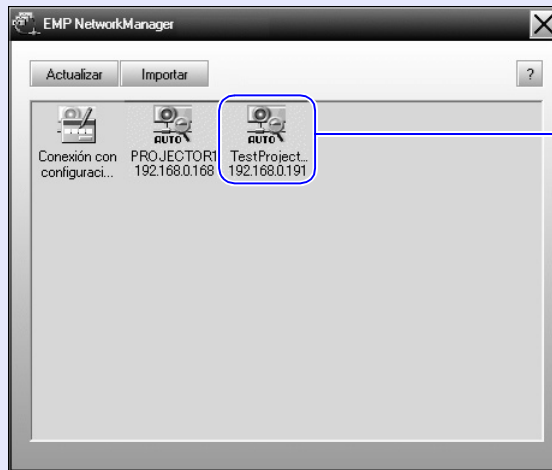 EMP NetworkManager
Actualizar
Importar
?
AUTO
AUTO
Conexión con
configuraci...
PROJECTOR1
192.168.0.168
TestProject...
192.168.0.191